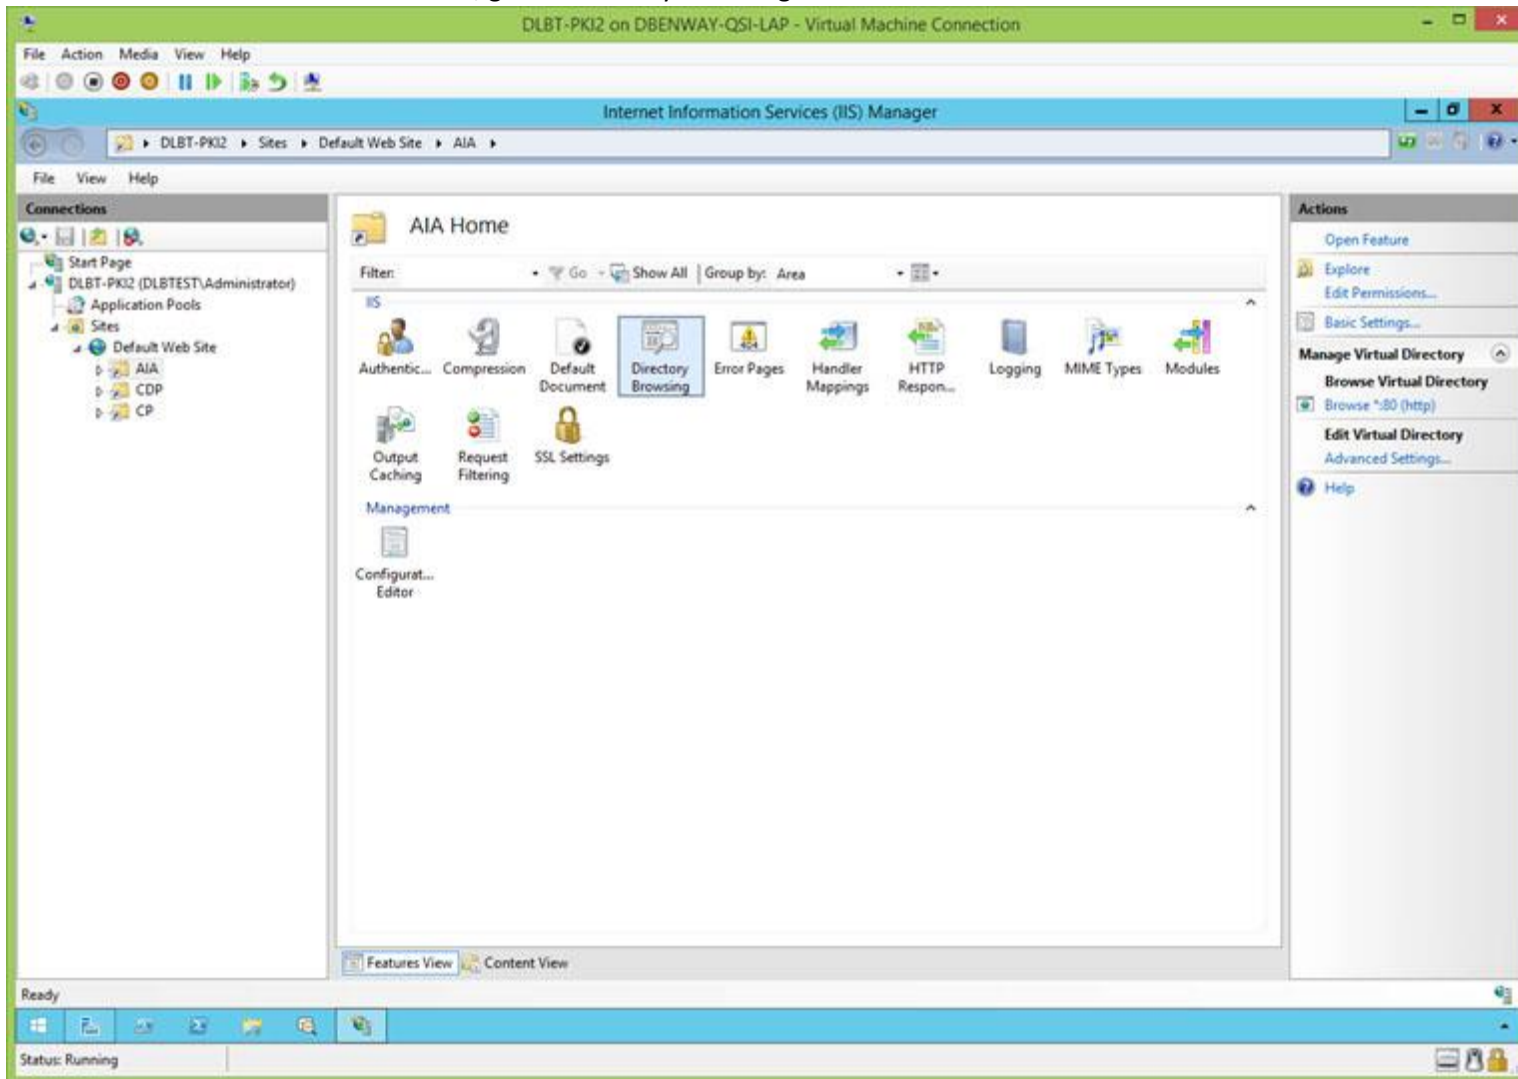 DLBT-PKI2 on DBENWAY-QSI-LAP - Virtual Machine Connection
File Action Media View Help
Internet Information Services (IIS) Manager
DLBT-PKI2 Sites Default Web Site AIA
File View Help
Connections
Start Page
DLBT-PKI2 (DLBTEST\Administrator)
Application Pools
Sites
Default Web Site
AIA
CDP
CP
AIA Home
Filter: Go Show All Group by: Area
IIS
Authentic... Compression Default Document Directory Browsing Error Pages Handler Mappings HTTP Respon... Logging MIME Types Modules
Output Caching Request Filtering SSL Settings
Management
Configurat... Editor
Features View Content View
Actions
Open Feature
Explore
Edit Permissions...
Basic Settings...
Manage Virtual Directory
Browse Virtual Directory
Browse *:80 (http)
Edit Virtual Directory
Advanced Settings...
Help
Ready
Status: Running